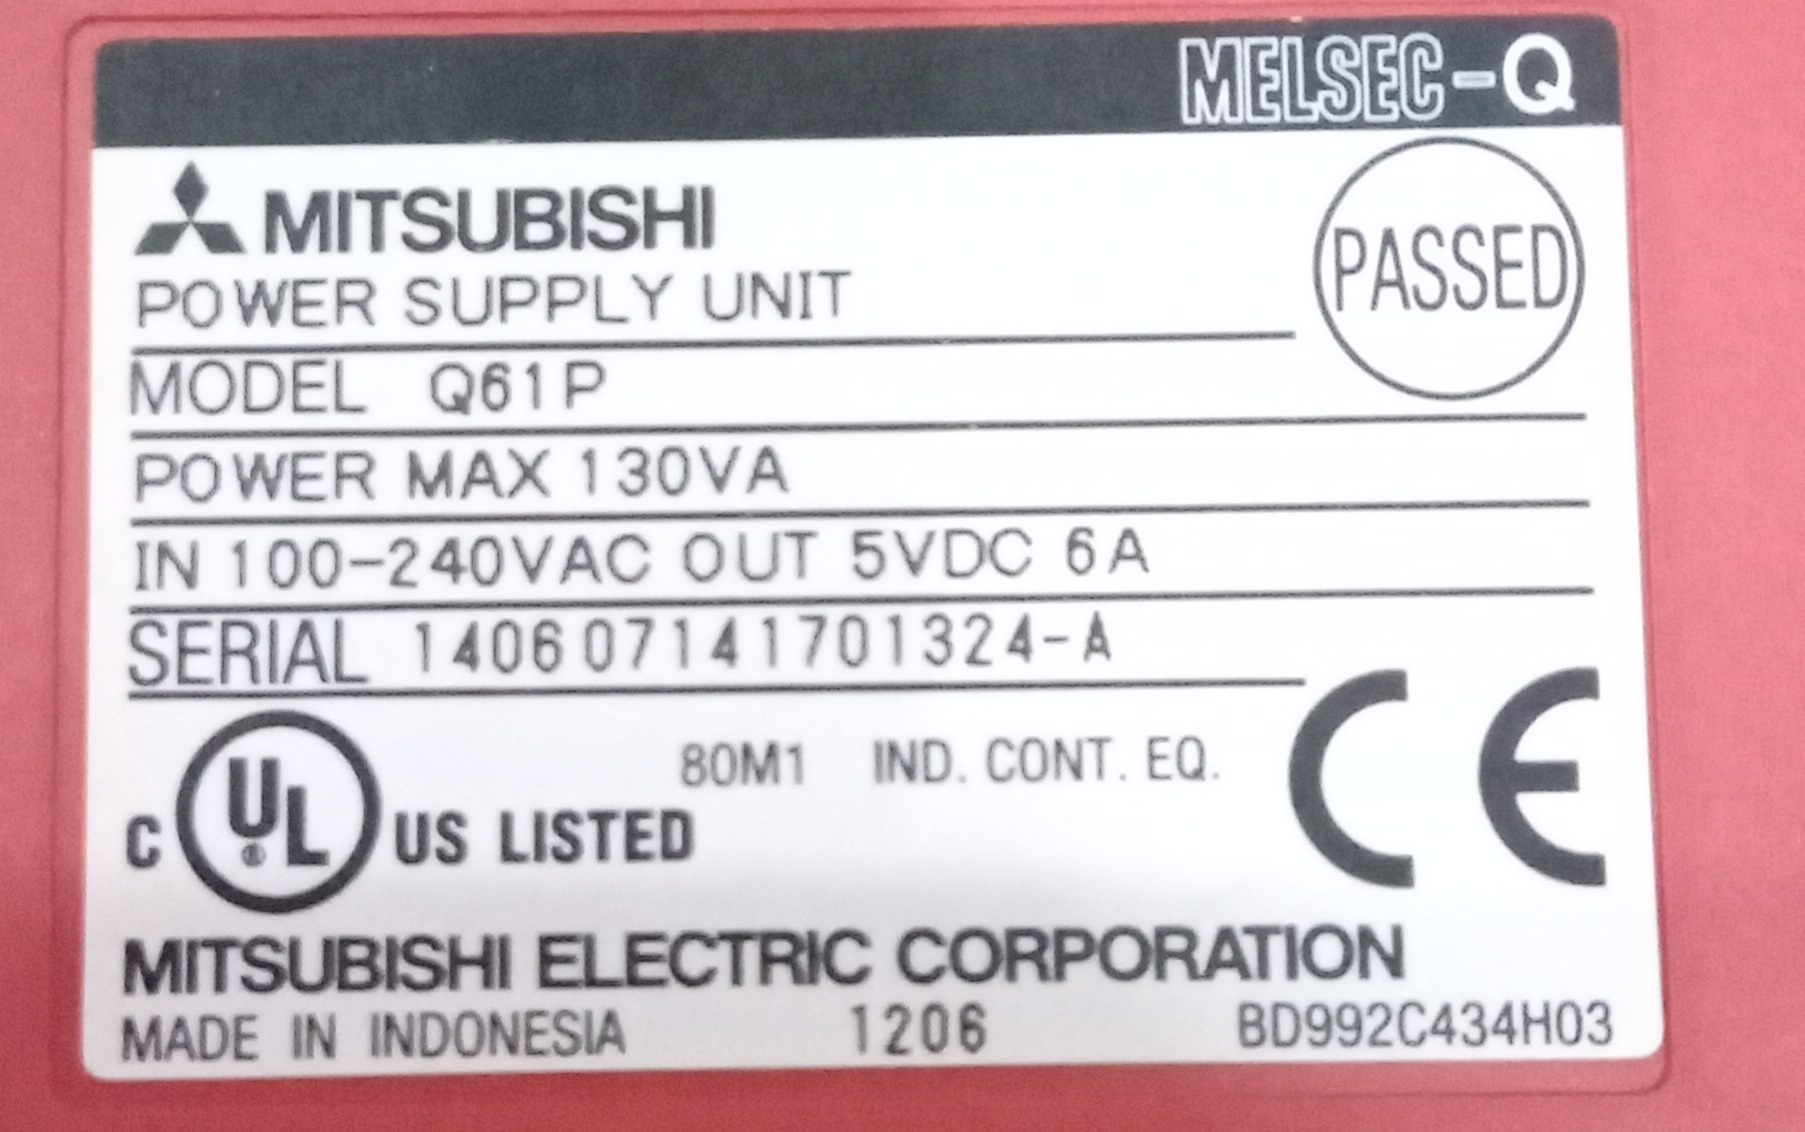 MELSEC-Q
MITSUBISHI
POWER SUPPLY UNIT
PASSED
MODEL Q61P
POWER MAX 130VA
IN 100-240VAC OUT 5VDC 6A
SERIAL 140607141701324-A
80M1 IND. CONT. EQ.
C UL® US LISTED
CE
MITSUBISHI ELECTRIC CORPORATION
MADE IN INDONESIA 1206 BD992C434H03